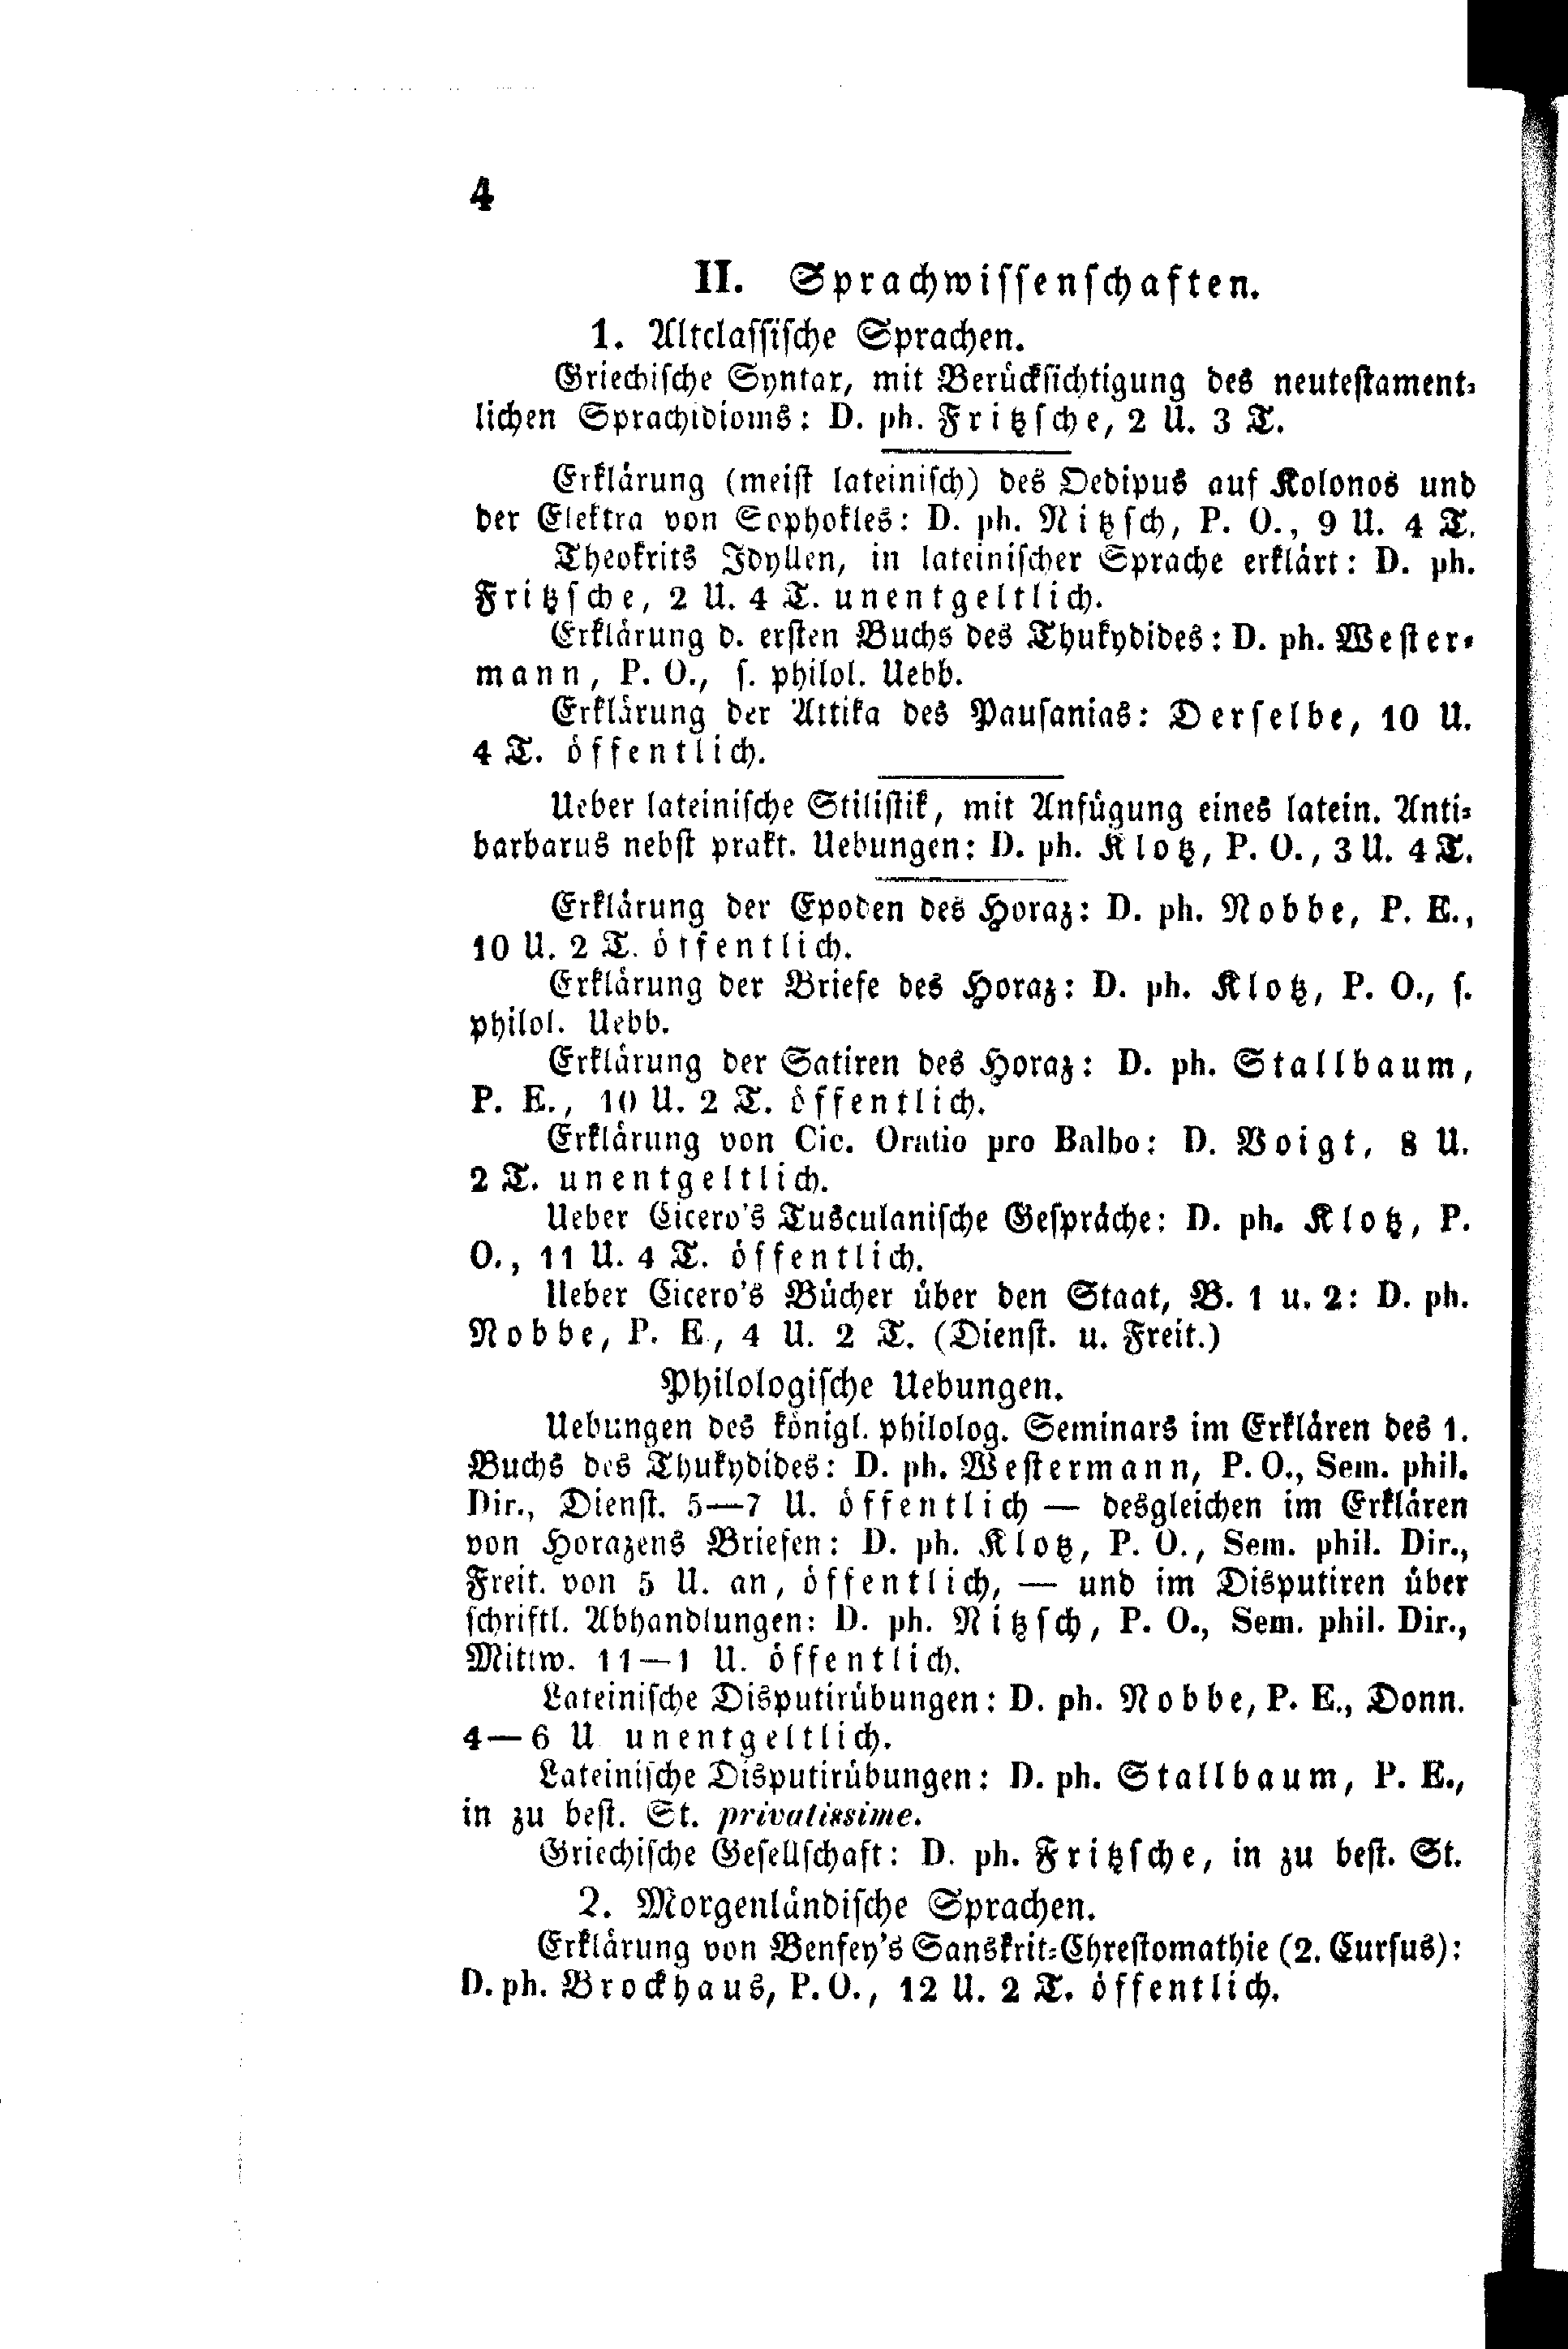 4
II. Sprachwissenschaften.
1. Altclassische Sprachen.
Griechische Syntax, mit Berücksichtigung des neutestament-
lichen Sprachidioms: D. ph. Fritzsche, 2 U. 3 T.
Erklärung (meist lateinisch) des Oedipus auf Kolonos und
der Elektra von Sophokles: D. ph. Nitzsch, P. O., 9 U. 4 T.
Theokrits Idyllen, in lateinischer Sprache erklärt: D. ph.
Fritzsche, 2 U. 4 T. unentgeltlich.
Erklärung d. ersten Buchs des Thukydides: D. ph. Wester-
mann, P. O., s. philol. Uebb.
Erklärung der Attika des Pausanias: Derselbe, 10 U.
4 T. öffentlich.
Ueber lateinische Stilistik, mit Anfügung eines latein. Anti-
barbarus nebst prakt. Uebungen: D. ph. Klotz, P. O., 3 U. 4 T.
Erklärung der Epoden des Horaz: D. ph. Nobbe, P. E.,
10 U. 2 T. öffentlich.
Erklärung der Briefe des Horaz: D. ph. Klotz, P. O., s.
philol. Uebb.
Erklärung der Satiren des Horaz: D. ph. Stallbaum,
P. E., 10 U. 2 T. öffentlich.
Erklärung von Cic. Oratio pro Balbo: D. Voigt, 8 U.
2 T. unentgeltlich.
Ueber Cicero's Tusculanische Gespräche: D. ph. Klotz, P.
O., 11 U. 4 T. öffentlich.
Ueber Cicero's Bücher über den Staat, B. 1 u. 2: D. ph.
Nobbe, P. E., 4 U. 2 T. (Dienst. u. Freit.)
Philologische Uebungen.
Uebungen des königl. philolog. Seminars im Erklären des 1.
Buchs des Thukydides: D. ph. Westermann, P. O., Sem. phil.
Dir., Dienst. 5—7 U. öffentlich — desgleichen im Erklären
von Horazens Briefen: D. ph. Klotz, P. O., Sem. phil. Dir.,
Freit. von 5 U. an, öffentlich, — und im Disputiren über
schriftl. Abhandlungen: D. ph. Nitzsch, P. O., Sem. phil. Dir.,
Mittw. 11—1 U. öffentlich.
Lateinische Disputirübungen: D. ph. Nobbe, P. E., Donn.
4—6 U. unentgeltlich.
Lateinische Disputirübungen: D. ph. Stallbaum, P. E.,
in zu best. St. privatissime.
Griechische Gesellschaft: D. ph. Fritzsche, in zu best. St.
2. Morgenländische Sprachen.
Erklärung von Benfey's Sanskrit-Chrestomathie (2. Cursus):
D. ph. Brockhaus, P. O., 12 U. 2 T. öffentlich.